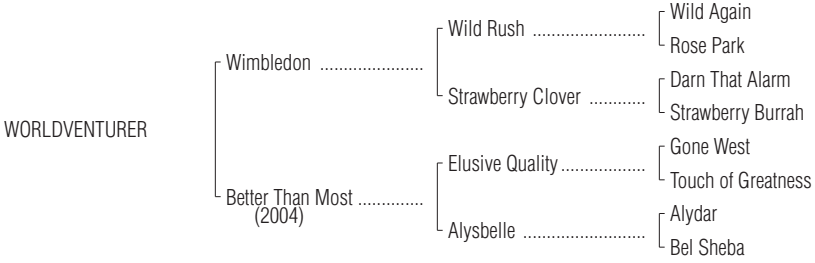 Wild Again
Wild Rush ........................
Rose Park
Wimbledon ......................
Darn That Alarm
Strawberry Clover ............
Strawberry Burrah
WORLDVENTURER
Gone West
Elusive Quality ..................
Touch of Greatness
Better Than Most ..............
(2004)
Alydar
Alysbelle ..........................
Bel Sheba